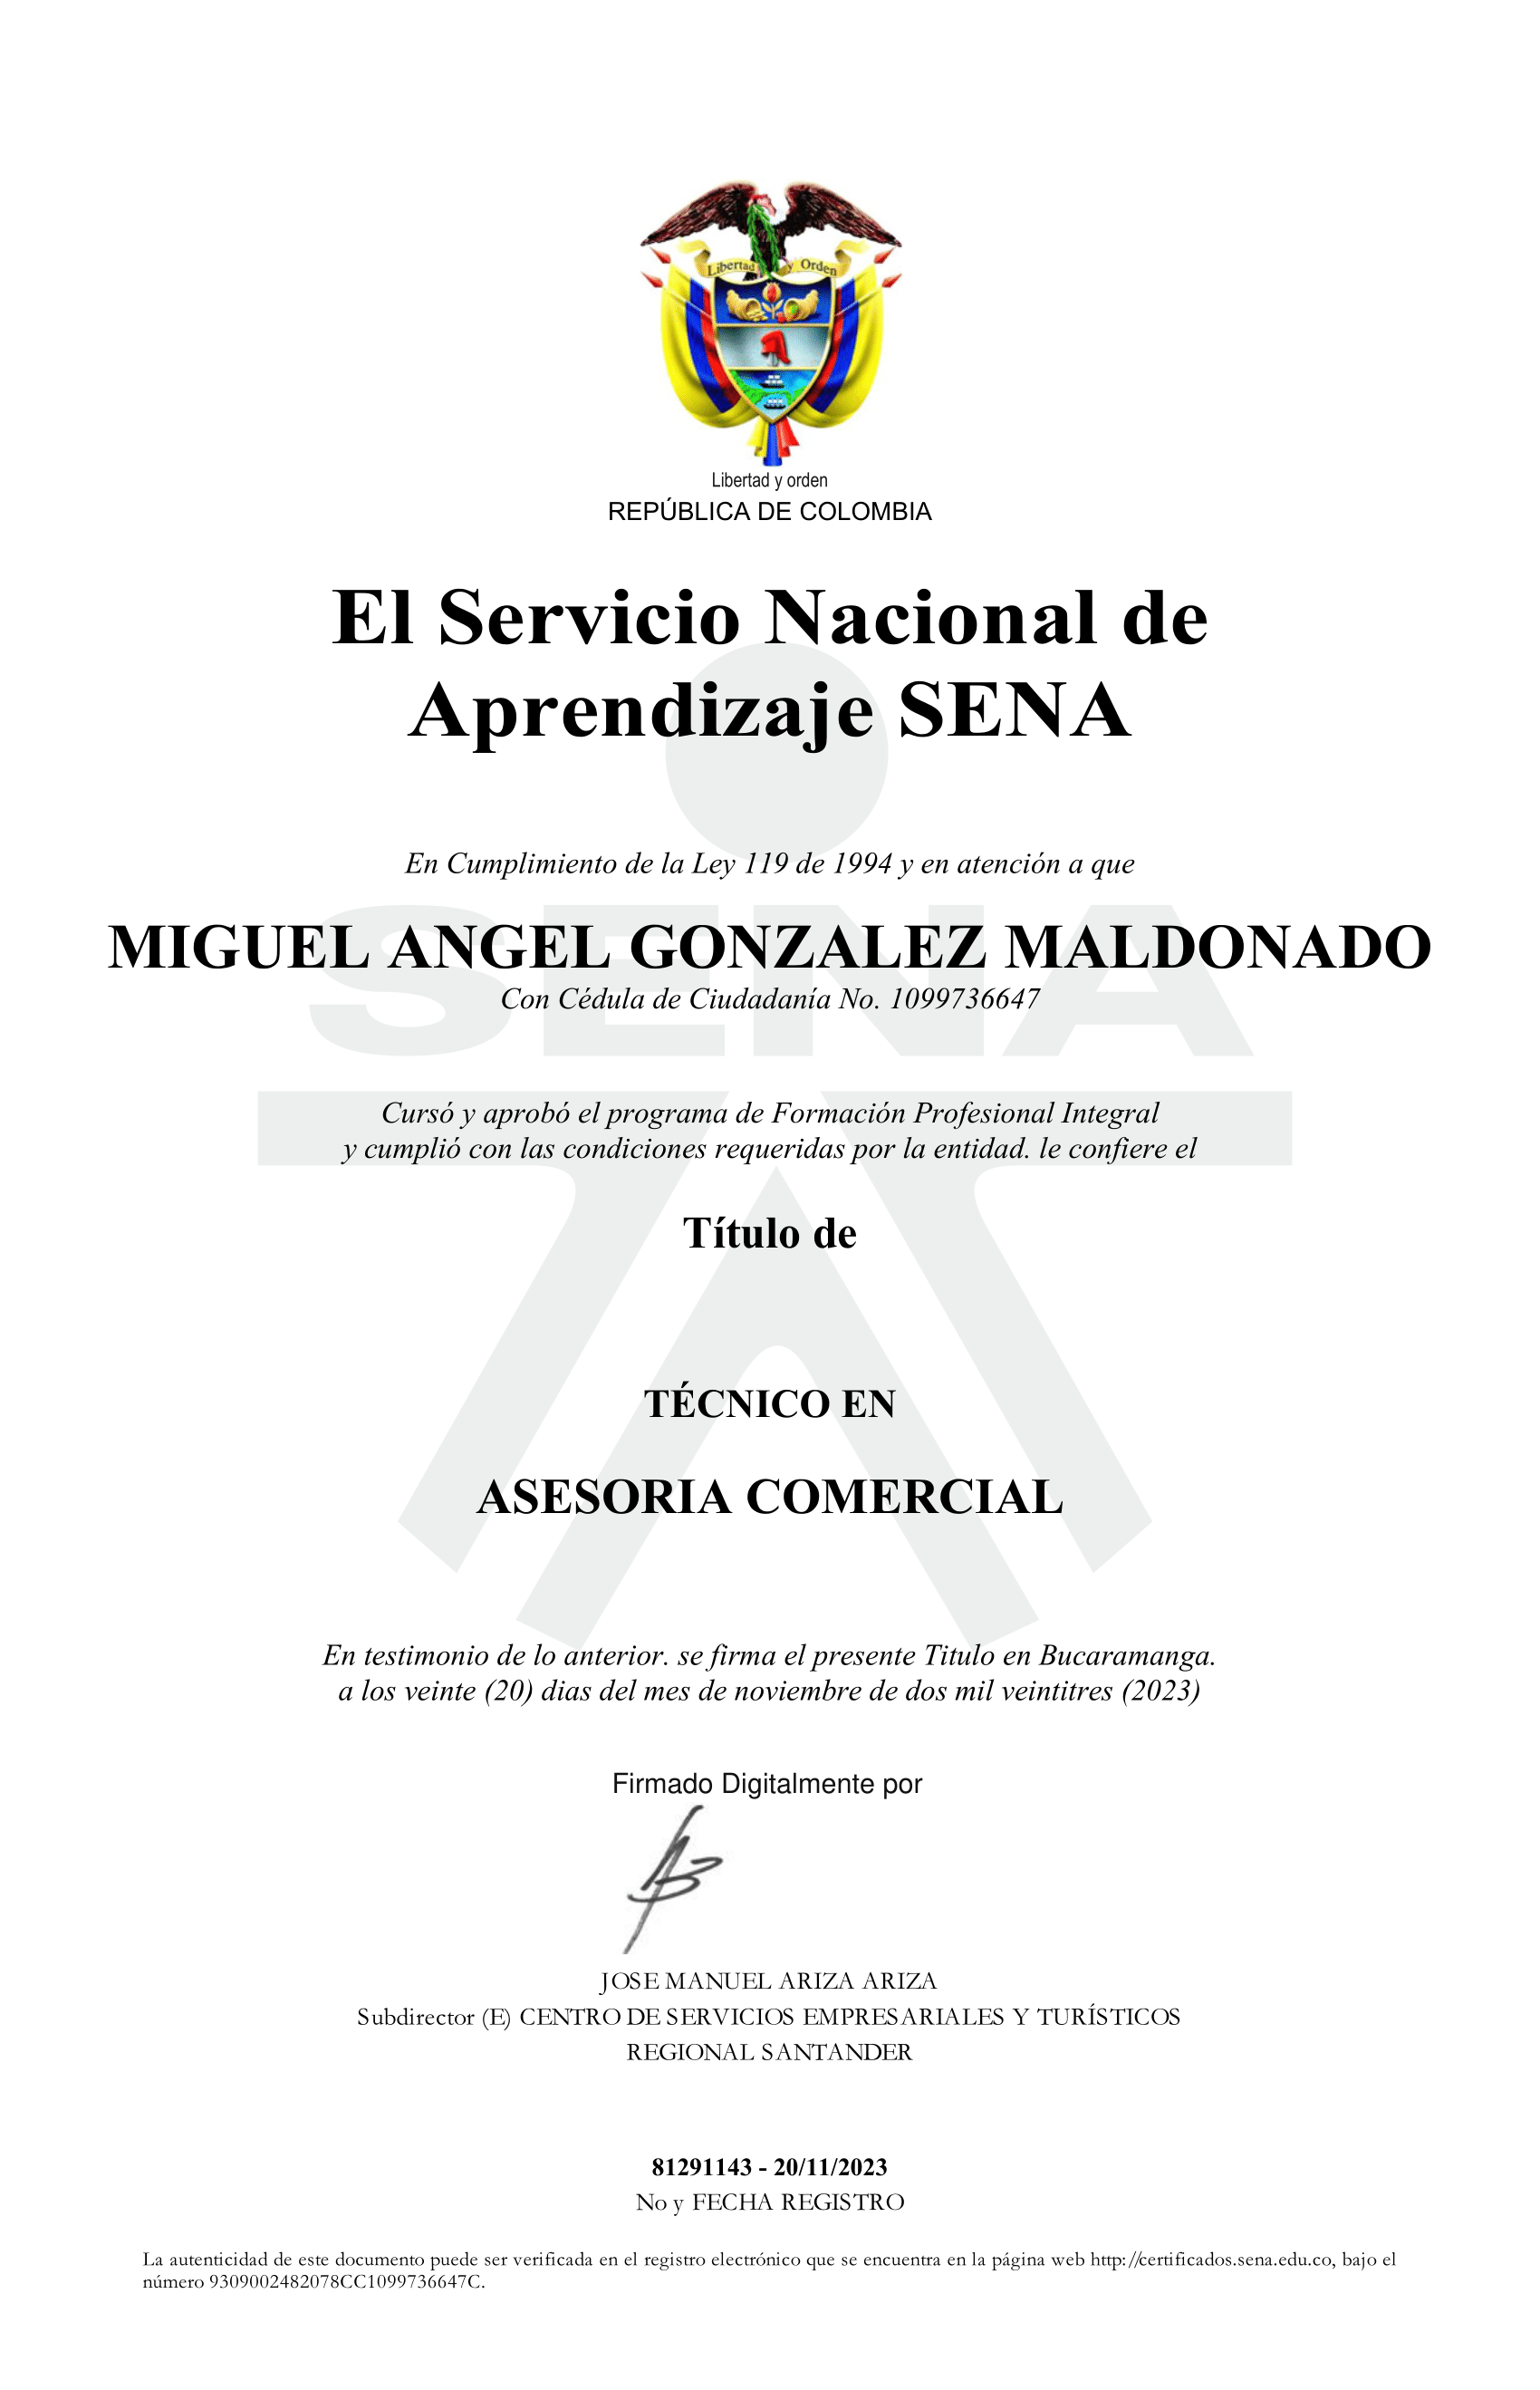 Libertad y Orden
Libertad y orden
REPÚBLICA DE COLOMBIA
El Servicio Nacional de
Aprendizaje SENA
En Cumplimiento de la Ley 119 de 1994 y en atención a que
SENA
MIGUEL ANGEL GONZALEZ MALDONADO
Con Cédula de Ciudadanía No. 1099736647
Cursó y aprobó el programa de Formación Profesional Integral
y cumplió con las condiciones requeridas por la entidad. le confiere el
Título de
TÉCNICO EN
ASESORIA COMERCIAL
En testimonio de lo anterior. se firma el presente Titulo en Bucaramanga.
a los veinte (20) dias del mes de noviembre de dos mil veintitres (2023)
Firmado Digitalmente por
JOSE MANUEL ARIZA ARIZA
Subdirector (E) CENTRO DE SERVICIOS EMPRESARIALES Y TURÍSTICOS
REGIONAL SANTANDER
81291143 - 20/11/2023
No y FECHA REGISTRO
La autenticidad de este documento puede ser verificada en el registro electrónico que se encuentra en la página web http://certificados.sena.edu.co, bajo el
número 9309002482078CC1099736647C.